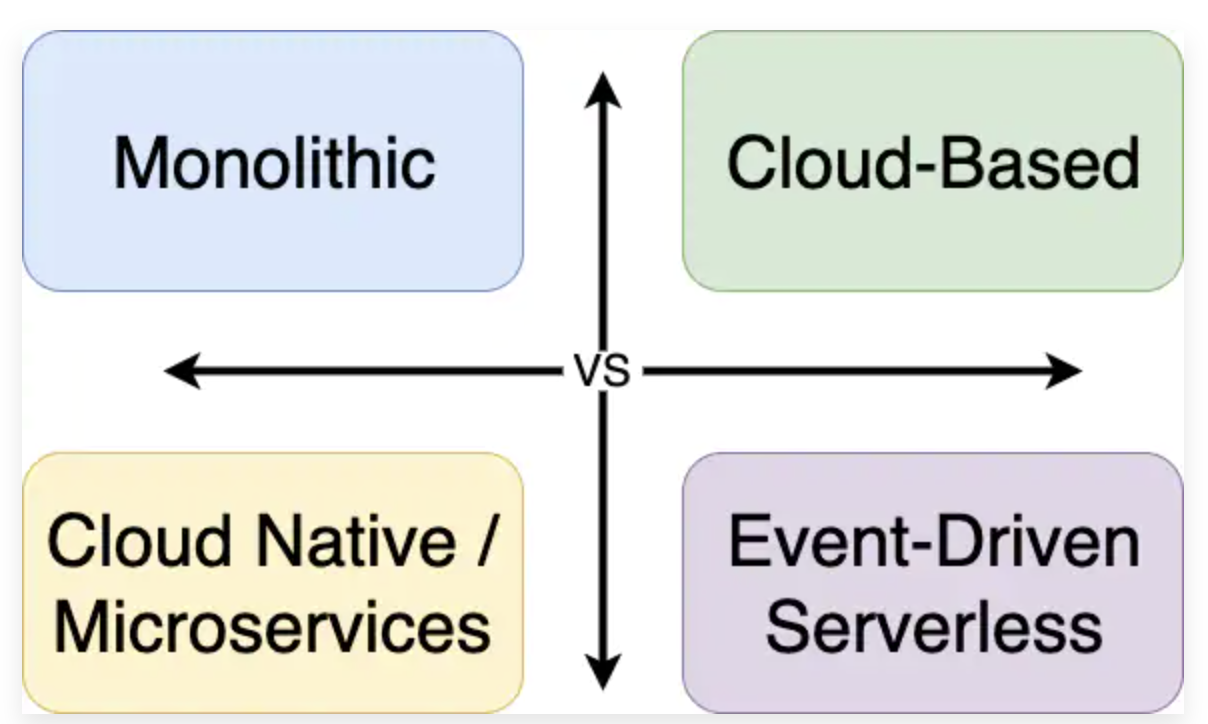 Monolithic
Cloud-Based
VS
Cloud Native /
Microservices
Event-Driven
Serverless